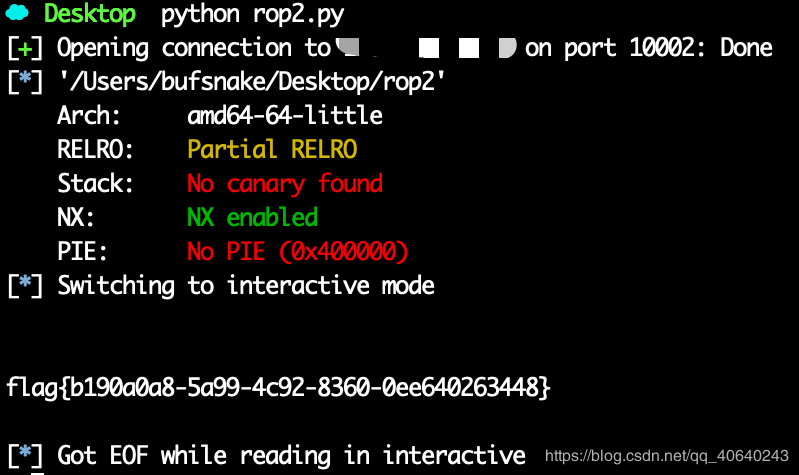 Desktop python rop2.py
[+] Opening connection to on port 10002: Done
[*] '/Users/bufsnake/Desktop/rop2'
Arch: amd64-64-little
RELRO: Partial RELRO
Stack: No canary found
NX: NX enabled
PIE: No PIE (0x400000)
[*] Switching to interactive mode
flag{b190a0a8-5a99-4c92-8360-0ee640263448}
[*] Got EOF while reading in interactive
https://blog.csdn.net/qq_40640243